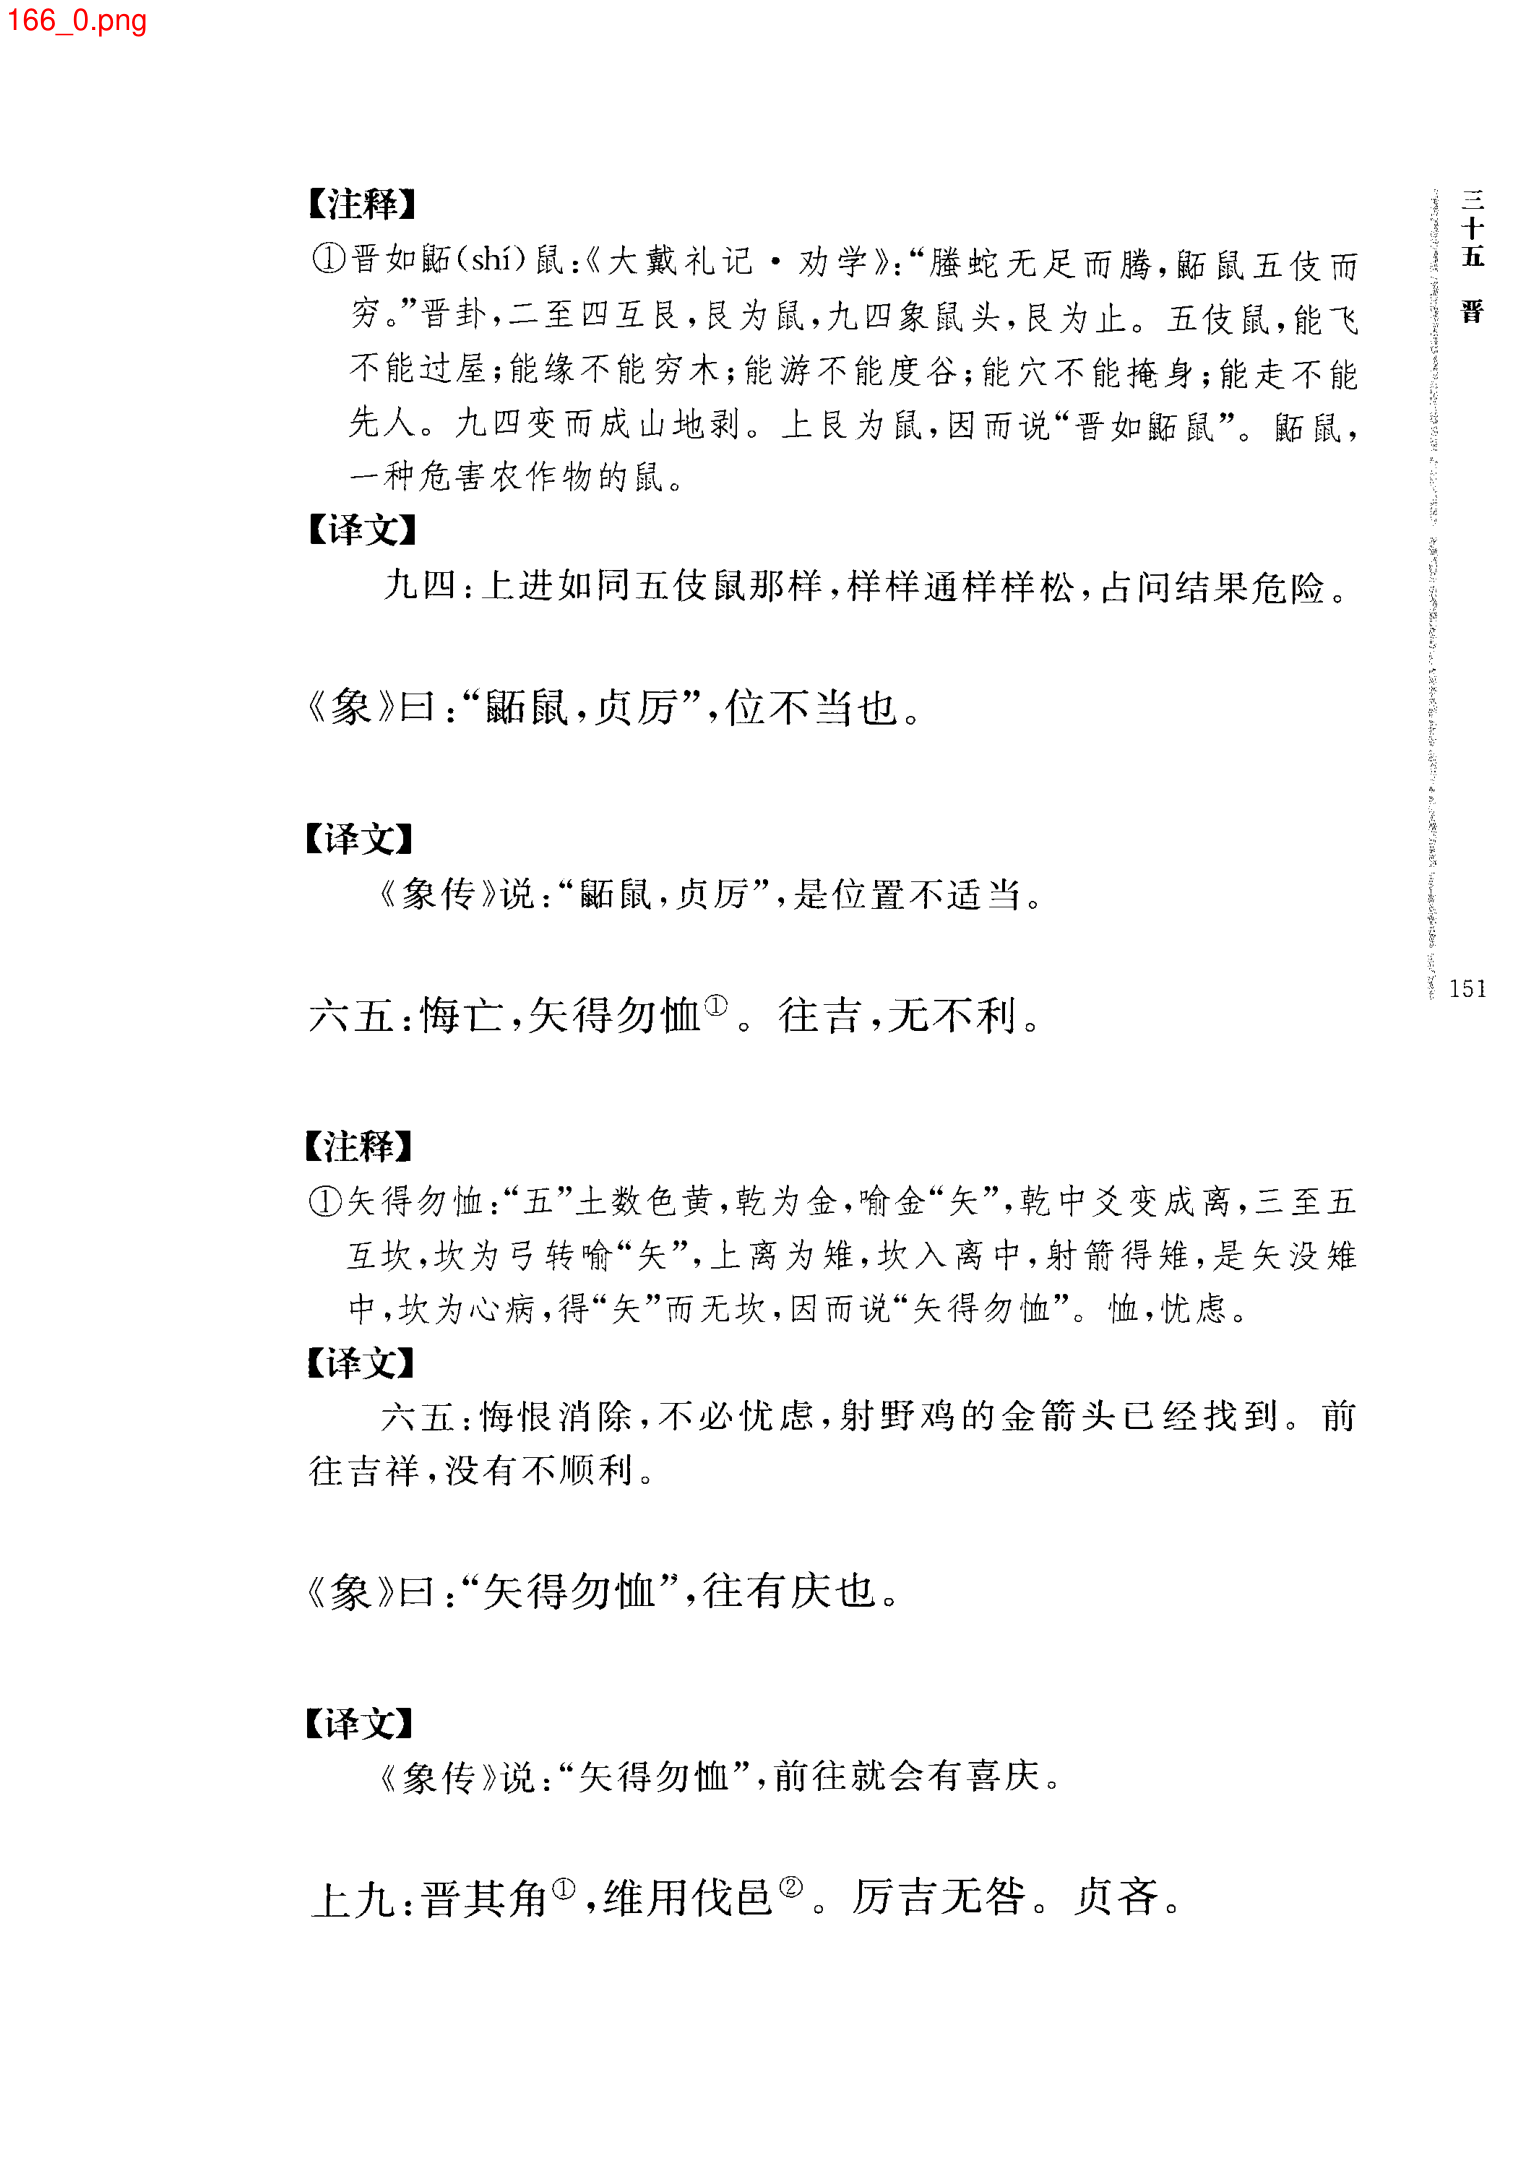 166_0.png
【注释】
①晋如鼫(shí)鼠:《大戴礼记·劝学》:“螣蛇无足而腾,鼫鼠五伎而
穷。”晋卦,二至四互艮,艮为鼠,九四象鼠头,艮为止。五伎鼠,能飞
不能过屋;能缘不能穷木;能游不能度谷;能穴不能掩身;能走不能
先人。九四变而成山地剥。上艮为鼠,因而说“晋如鼫鼠”。鼫鼠,
一种危害农作物的鼠。
【译文】
九四:上进如同五伎鼠那样,样样通样样松,占问结果危险。
《象》曰:“鼫鼠,贞厉”,位不当也。
【译文】
《象传》说:“鼫鼠,贞厉”,是位置不适当。
六五:悔亡,矢得勿恤①。往吉,无不利。
【注释】
①矢得勿恤:“五”土数色黄,乾为金,喻金“矢”,乾中爻变成离,三至五
互坎,坎为弓转喻“矢”,上离为雉,坎入离中,射箭得雉,是矢没雉
中,坎为心病,得“矢”而无坎,因而说“矢得勿恤”。恤,忧虑。
【译文】
六五:悔恨消除,不必忧虑,射野鸡的金箭头已经找到。前
往吉祥,没有不顺利。
《象》曰:“矢得勿恤”,往有庆也。
【译文】
《象传》说:“矢得勿恤”,前往就会有喜庆。
上九:晋其角①,维用伐邑②。厉吉无咎。贞吝。
三十五 晋
151